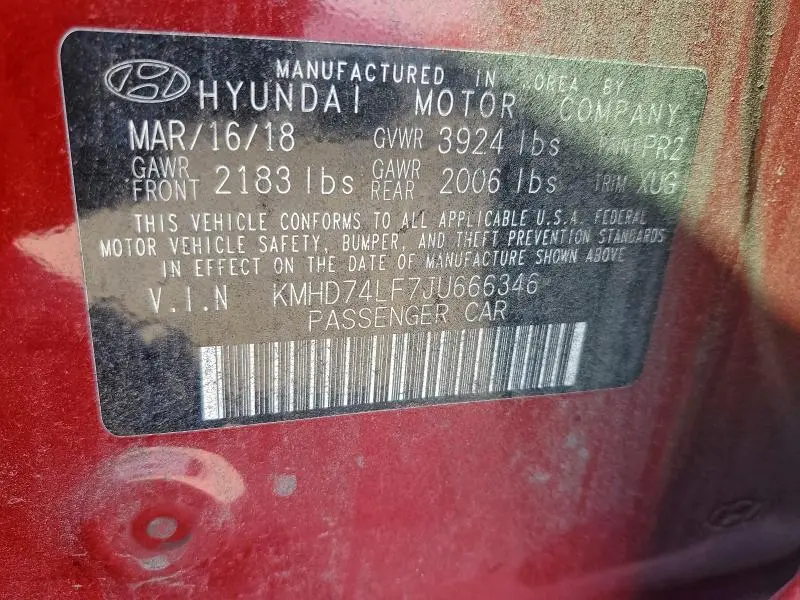 MANUFACTURED IN KOREA BY
HYUNDAI MOTOR COMPANY
MAR/16/18 GVWR 3924 lbs PAINT PR2
GAWR FRONT 2183 lbs GAWR REAR 2006 lbs TRIM XUG
THIS VEHICLE CONFORMS TO ALL APPLICABLE U.S.A. FEDERAL
MOTOR VEHICLE SAFETY, BUMPER, AND THEFT PREVENTION STANDARDS
IN EFFECT ON THE DATE OF MANUFACTURE SHOWN ABOVE
V.I.N KMHD74LF7JU666346
PASSENGER CAR